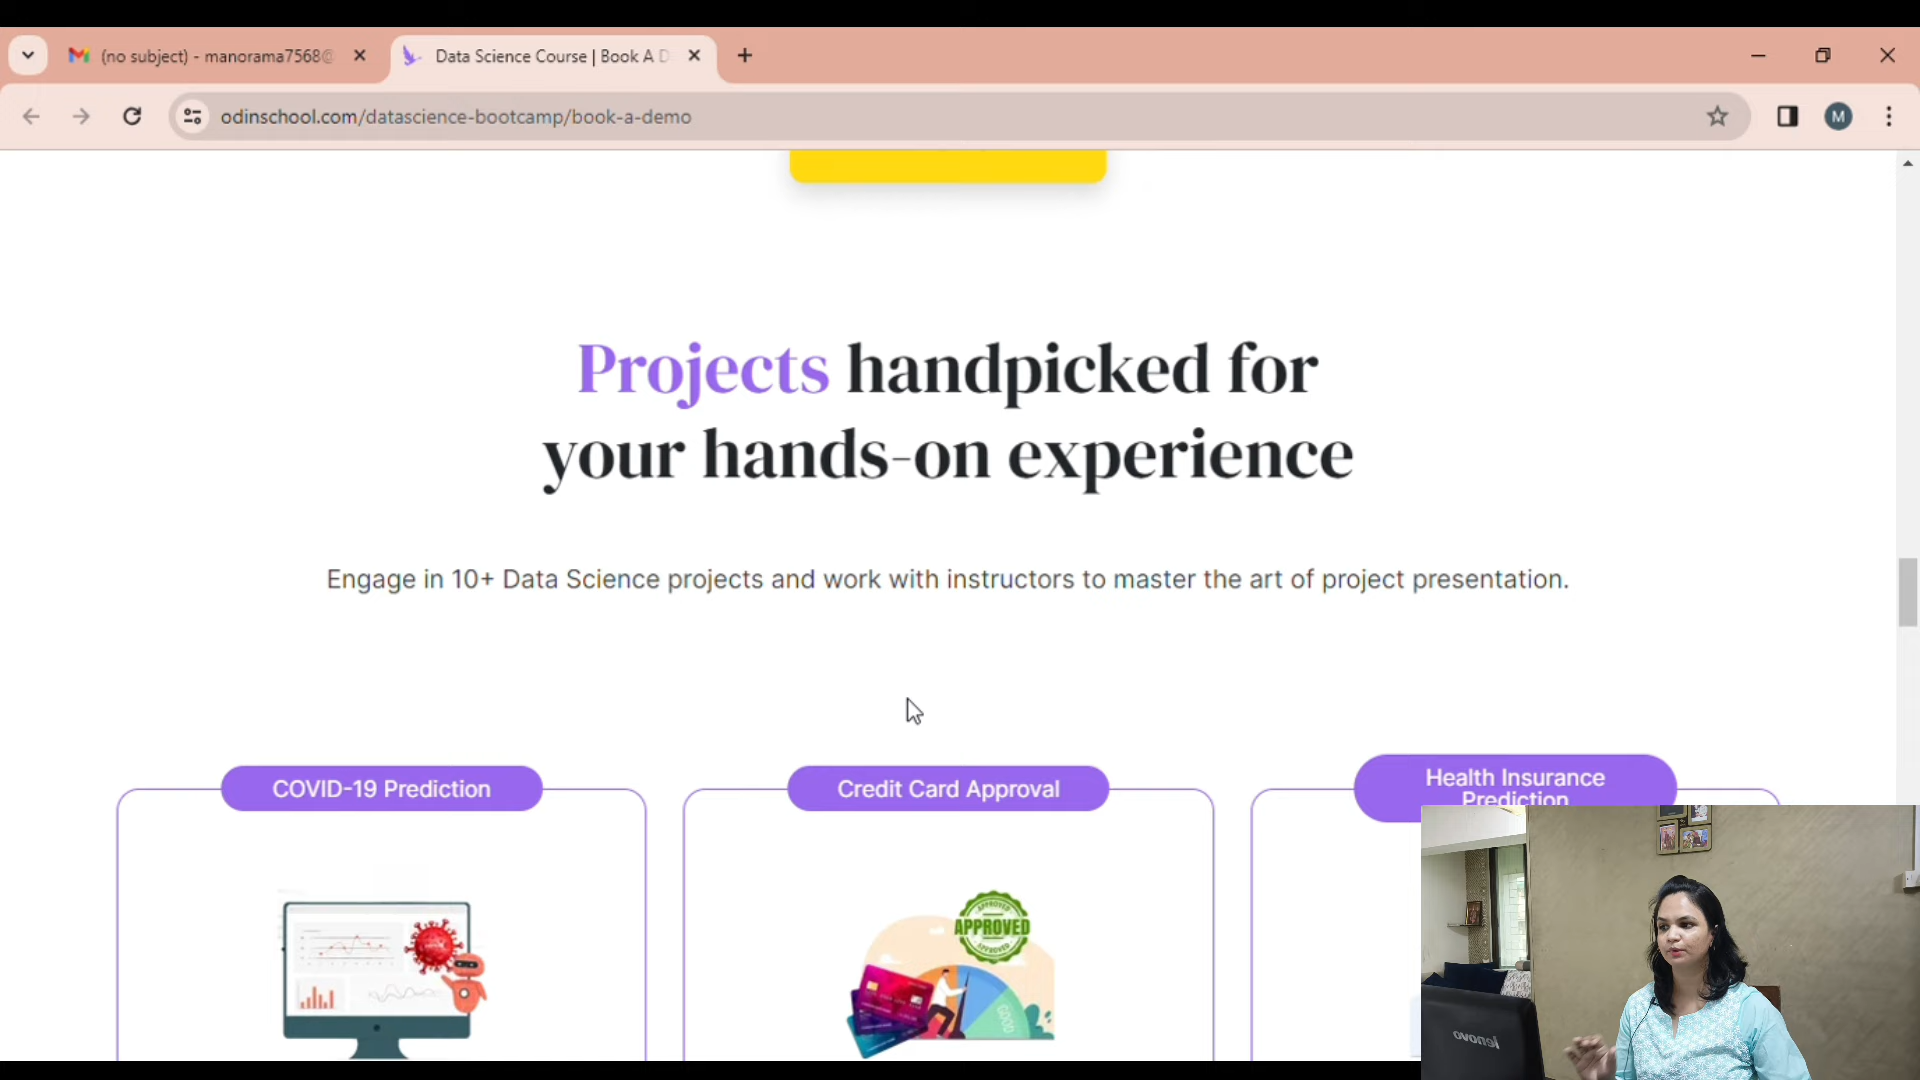 (no subject) - manorama7568@
Data Science Course | Book A D
odinschool.com/datascience-bootcamp/book-a-demo
M
Projects handpicked for
your hands-on experience
Engage in 10+ Data Science projects and work with instructors to master the art of project presentation.
COVID-19 Prediction
Credit Card Approval
Health Insurance
Prediction
APPROVED
GOOD
lenovo